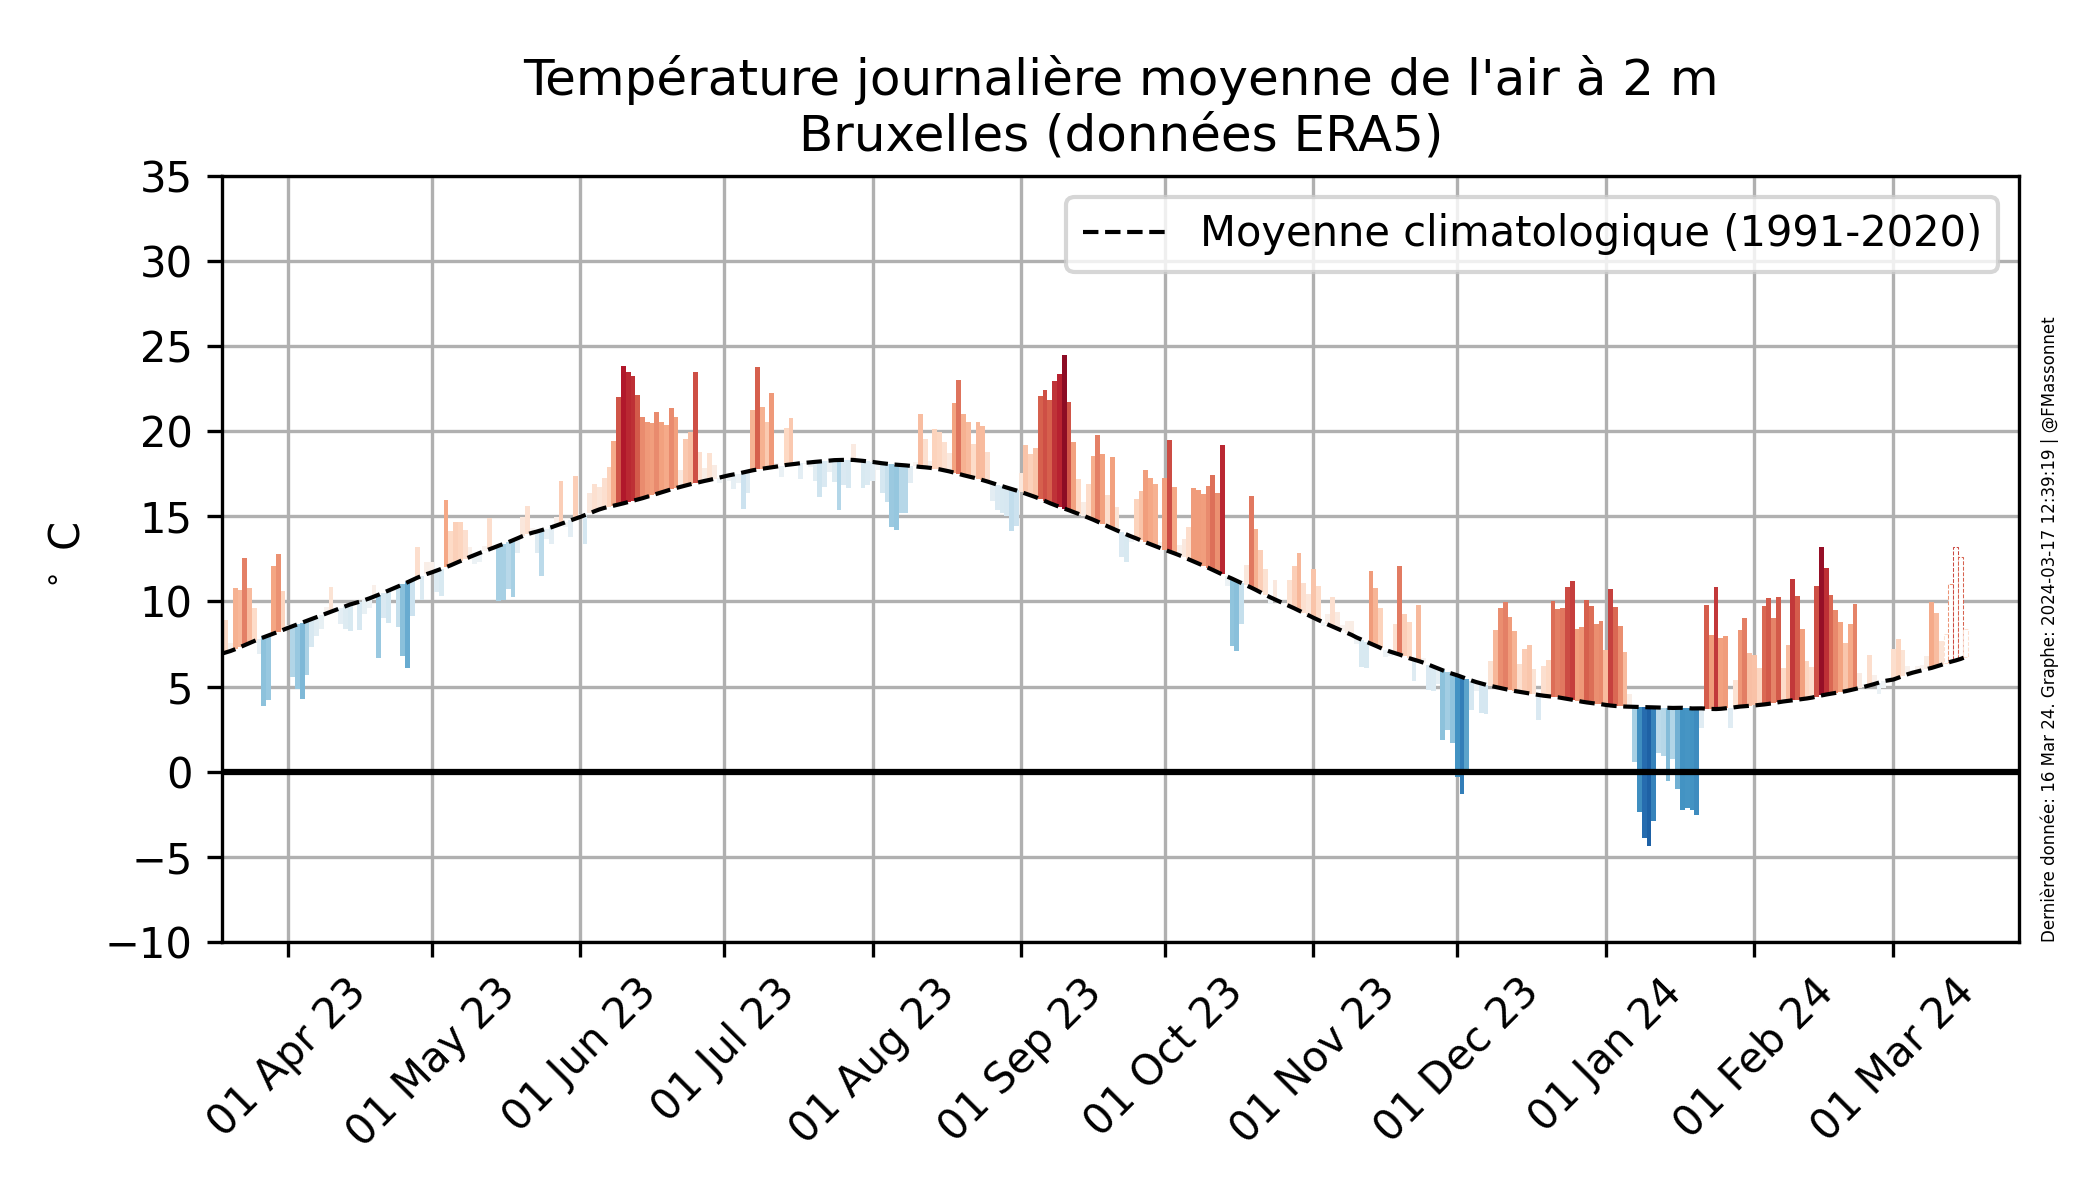 Température journalière moyenne de l'air à 2 m
Bruxelles (données ERA5)
Moyenne climatologique (1991-2020)
° C
35
30
25
20
15
10
5
0
−5
−10
01 Apr 23
01 May 23
01 Jun 23
01 Jul 23
01 Aug 23
01 Sep 23
01 Oct 23
01 Nov 23
01 Dec 23
01 Jan 24
01 Feb 24
01 Mar 24
Dernière donnée: 16 Mar 24. Graphe: 2024-03-17 12:39:19 | @FMassonnet